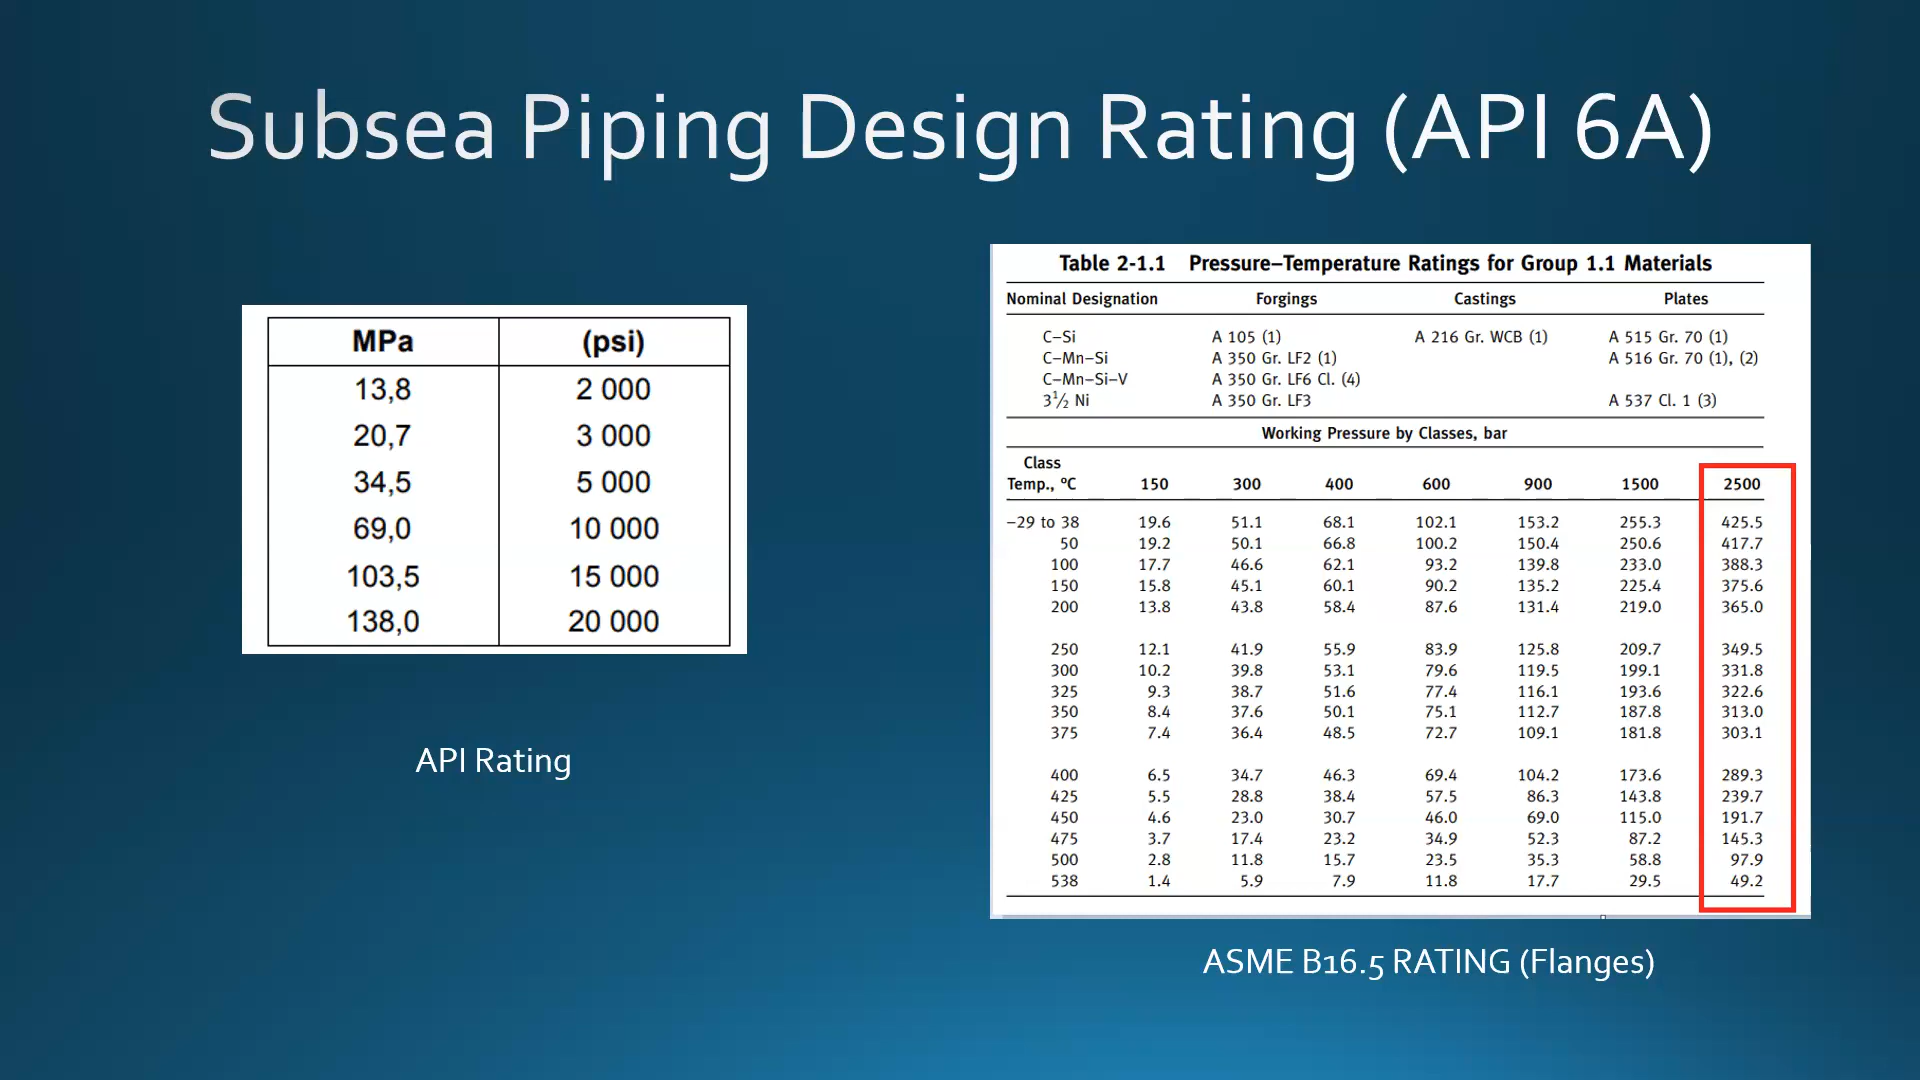 Subsea Piping Design Rating (API 6A)
MPa (psi)
13,8 2 000
20,7 3 000
34,5 5 000
69,0 10 000
103,5 15 000
138,0 20 000
API Rating
Table 2-1.1 Pressure–Temperature Ratings for Group 1.1 Materials
Nominal Designation Forgings Castings Plates
C–Si A 105 (1) A 216 Gr. WCB (1) A 515 Gr. 70 (1)
C–Mn–Si A 350 Gr. LF2 (1) A 516 Gr. 70 (1), (2)
C–Mn–Si–V A 350 Gr. LF6 Cl. (4)
3½ Ni A 350 Gr. LF3 A 537 Cl. 1 (3)
Working Pressure by Classes, bar
Class
Temp., °C 150 300 400 600 900 1500 2500
–29 to 38 19.6 51.1 68.1 102.1 153.2 255.3 425.5
50 19.2 50.1 66.8 100.2 150.4 250.6 417.7
100 17.7 46.6 62.1 93.2 139.8 233.0 388.3
150 15.8 45.1 60.1 90.2 135.2 225.4 375.6
200 13.8 43.8 58.4 87.6 131.4 219.0 365.0
250 12.1 41.9 55.9 83.9 125.8 209.7 349.5
300 10.2 39.8 53.1 79.6 119.5 199.1 331.8
325 9.3 38.7 51.6 77.4 116.1 193.6 322.6
350 8.4 37.6 50.1 75.1 112.7 187.8 313.0
375 7.4 36.4 48.5 72.7 109.1 181.8 303.1
400 6.5 34.7 46.3 69.4 104.2 173.6 289.3
425 5.5 28.8 38.4 57.5 86.3 143.8 239.7
450 4.6 23.0 30.7 46.0 69.0 115.0 191.7
475 3.7 17.4 23.2 34.9 52.3 87.2 145.3
500 2.8 11.8 15.7 23.5 35.3 58.8 97.9
538 1.4 5.9 7.9 11.8 17.7 29.5 49.2
ASME B16.5 RATING (Flanges)